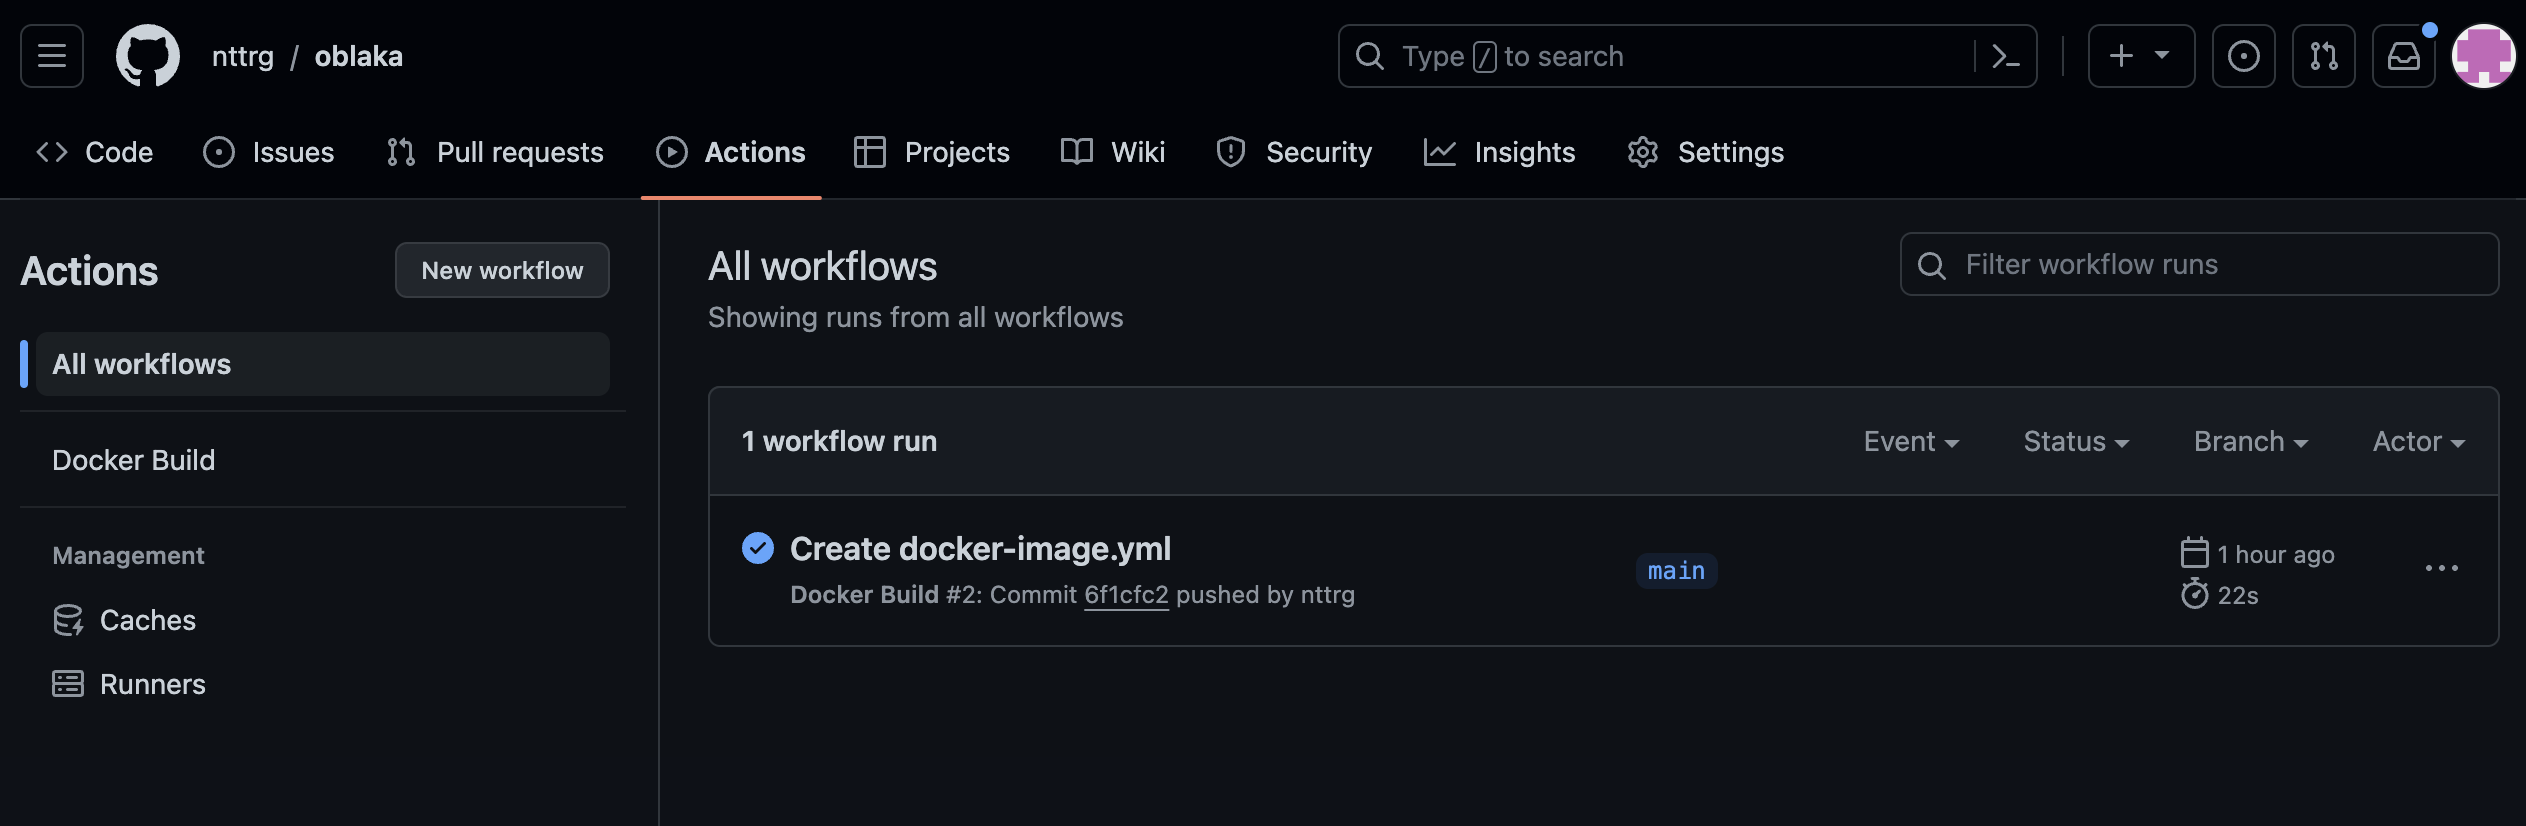 nttrg / oblaka
Type / to search
Code Issues Pull requests Actions Projects Wiki Security Insights Settings
Actions
New workflow
All workflows
Docker Build
Management
Caches
Runners
All workflows
Showing runs from all workflows
Filter workflow runs
1 workflow run
Event Status Branch Actor
Create docker-image.yml
Docker Build #2: Commit 6f1cfc2 pushed by nttrg
main
1 hour ago
22s